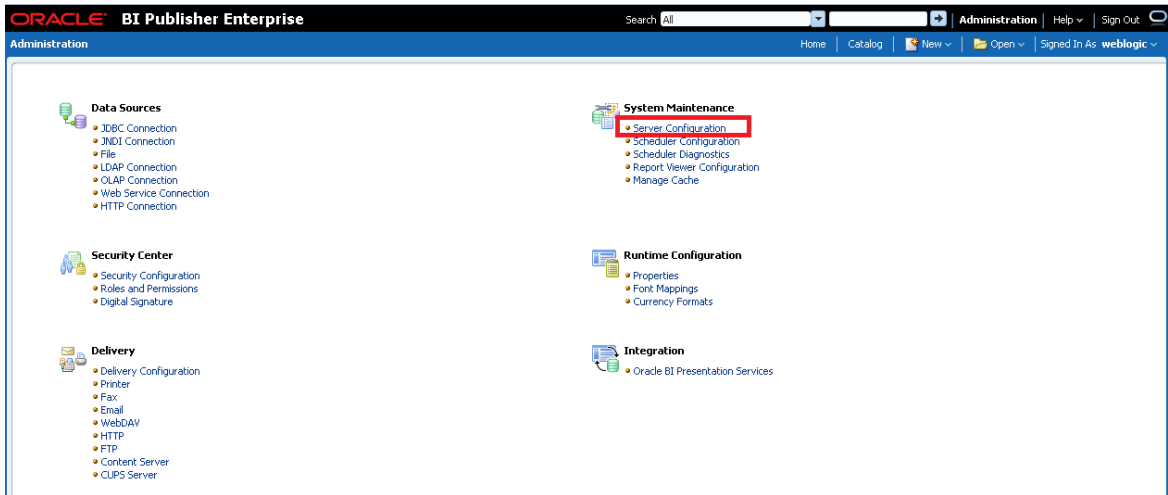 ORACLE BI Publisher Enterprise Search All Administration Help Sign Out
Administration Home Catalog New Open Signed In As weblogic
Data Sources
JDBC Connection
JNDI Connection
File
LDAP Connection
OLAP Connection
Web Service Connection
HTTP Connection
System Maintenance
Server Configuration
Scheduler Configuration
Scheduler Diagnostics
Report Viewer Configuration
Manage Cache
Security Center
Security Configuration
Roles and Permissions
Digital Signature
Runtime Configuration
Properties
Font Mappings
Currency Formats
Delivery
Delivery Configuration
Printer
Fax
Email
WebDAV
HTTP
FTP
Content Server
CUPS Server
Integration
Oracle BI Presentation Services